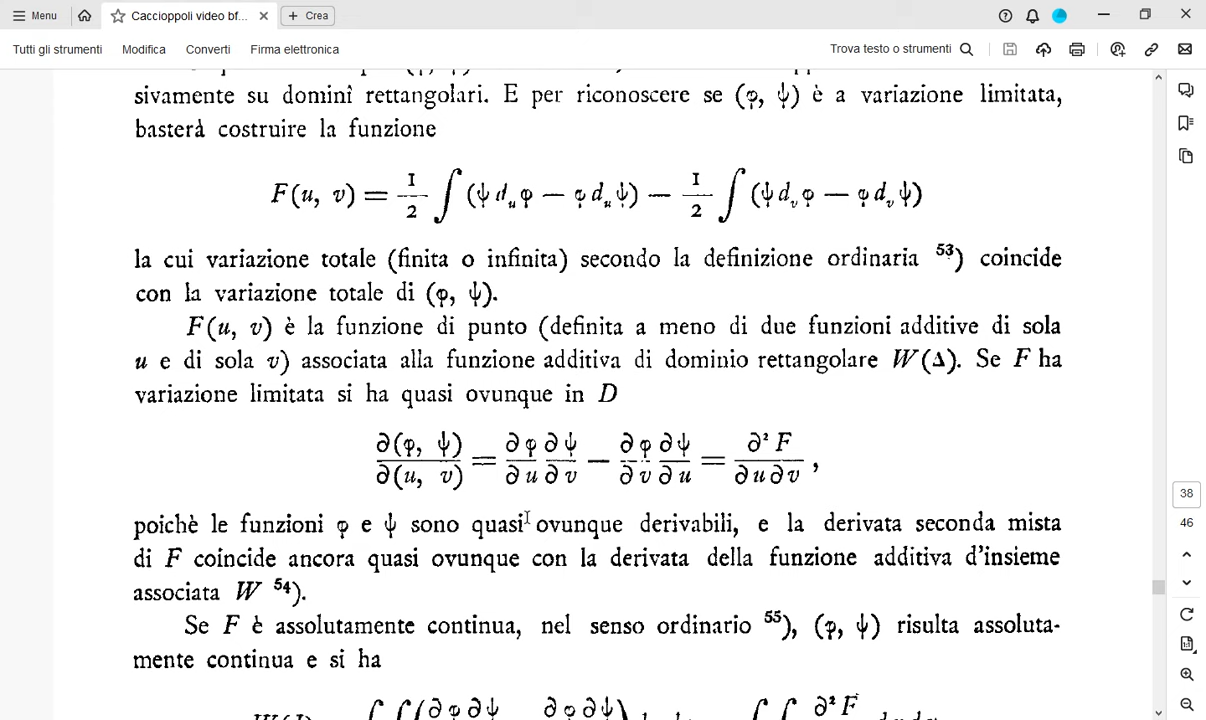 Menu
Caccioppoli video bf...
Crea
Tutti gli strumenti Modifica Converti Firma elettronica
Trova testo o strumenti
sivamente su dominî rettangolari. E per riconoscere se (φ, ψ) è a variazione limitata,
basterà costruire la funzione
F(u, v) = 1/2 ∫ (ψ d_u φ — φ d_u ψ) — 1/2 ∫ (ψ d_v φ — φ d_v ψ)
la cui variazione totale (finita o infinita) secondo la definizione ordinaria ⁵³) coincide
con la variazione totale di (φ, ψ).
F(u, v) è la funzione di punto (definita a meno di due funzioni additive di sola
u e di sola v) associata alla funzione additiva di dominio rettangolare W(Δ). Se F ha
variazione limitata si ha quasi ovunque in D
∂(φ, ψ)/∂(u, v) = ∂φ/∂u ∂ψ/∂v — ∂φ/∂v ∂ψ/∂u = ∂²F/∂u∂v ,
poichè le funzioni φ e ψ sono quasi ovunque derivabili, e la derivata seconda mista
di F coincide ancora quasi ovunque con la derivata della funzione additiva d'insieme
associata W ⁵⁴).
Se F è assolutamente continua, nel senso ordinario ⁵⁵), (φ, ψ) risulta assoluta-
mente continua e si ha
38
46